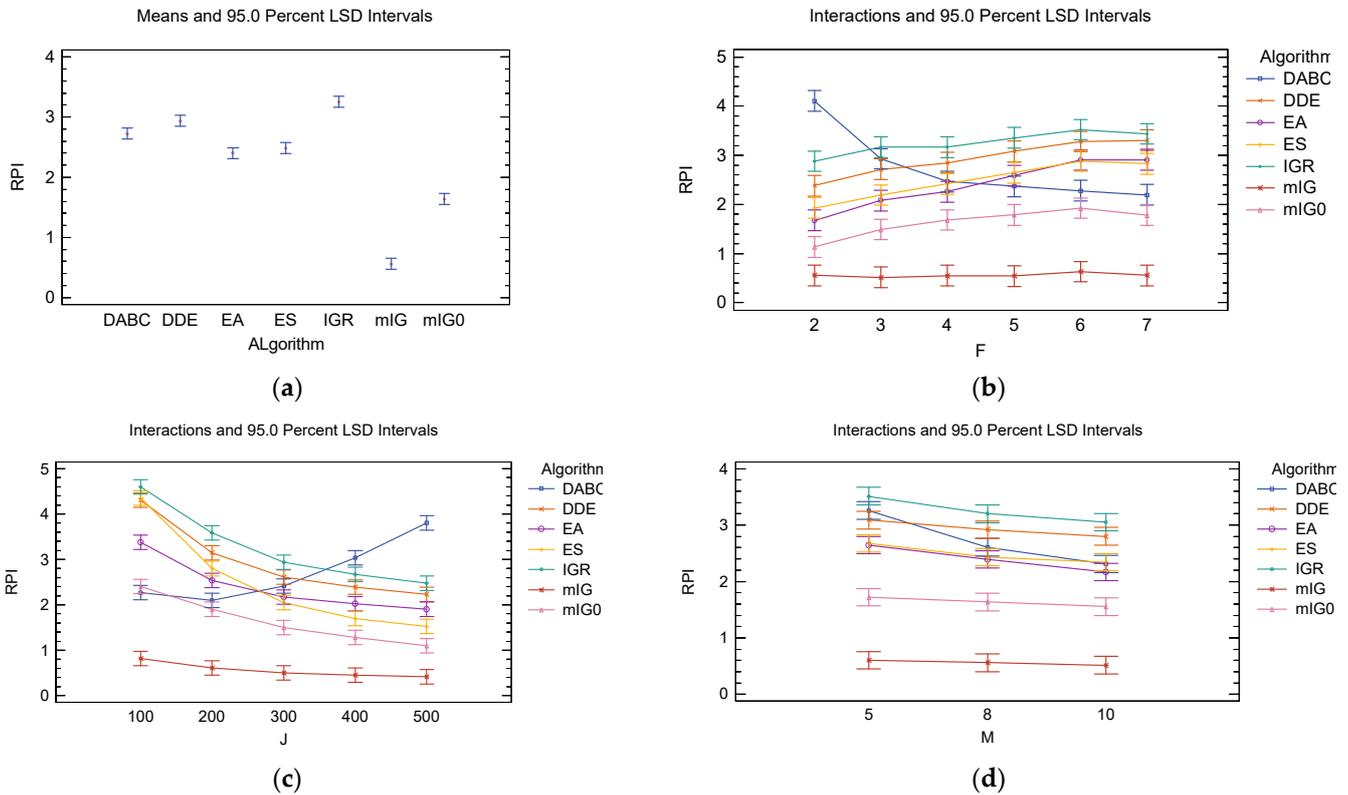 Means and 95.0 Percent LSD Intervals
RPI
4
3
2
1
0
DABC DDE EA ES IGR mIG mIG0
ALgorithm
(a)
Interactions and 95.0 Percent LSD Intervals
RPI
5
4
3
2
1
0
2 3 4 5 6 7
F
Algorithm
DABC
DDE
EA
ES
IGR
mIG
mIG0
(b)
Interactions and 95.0 Percent LSD Intervals
RPI
5
4
3
2
1
0
100 200 300 400 500
J
Algorithm
DABC
DDE
EA
ES
IGR
mIG
mIG0
(c)
Interactions and 95.0 Percent LSD Intervals
RPI
4
3
2
1
0
5 8 10
M
Algorithm
DABC
DDE
EA
ES
IGR
mIG
mIG0
(d)